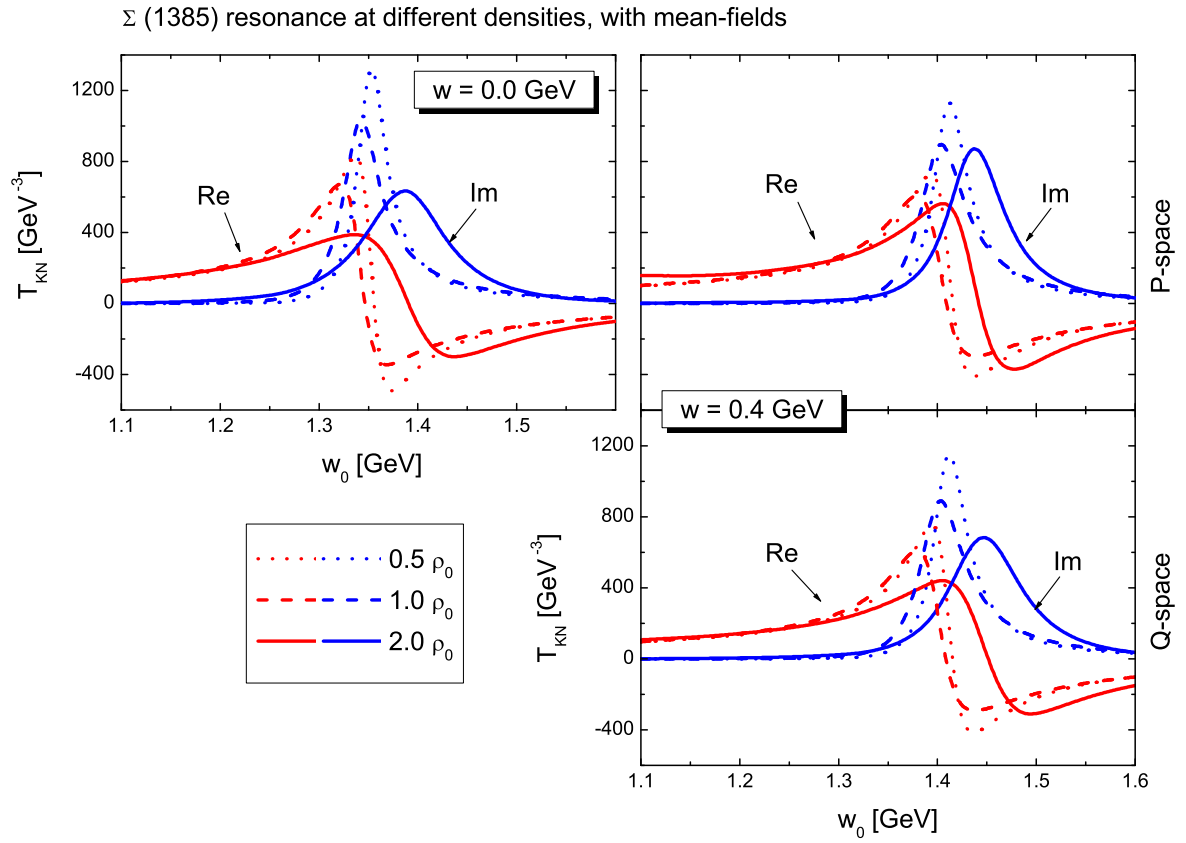 Σ (1385) resonance at different densities, with mean-fields
w = 0.0 GeV
1200
800
400
0
-400
T_KN [GeV^-3]
Re
Im
1.1 1.2 1.3 1.4 1.5
w_0 [GeV]
Re
Im
P-space
w = 0.4 GeV
1200
800
400
0
-400
T_KN [GeV^-3]
Re
Im
Q-space
1.1 1.2 1.3 1.4 1.5 1.6
w_0 [GeV]
0.5 ρ_0
1.0 ρ_0
2.0 ρ_0